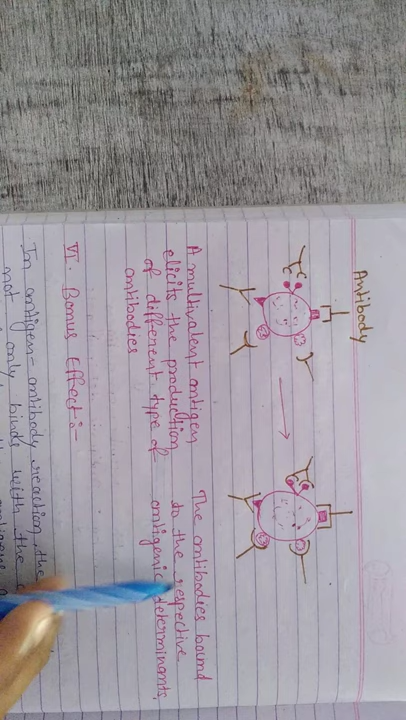 Antibody
A multivalent antigen
elicits the production
of different type of
antibodies
The antibodies bound
to the respective
antigenic determinants.
VI. Bonus Effect:-
In antigen-antibody reaction, the
not only binds with the